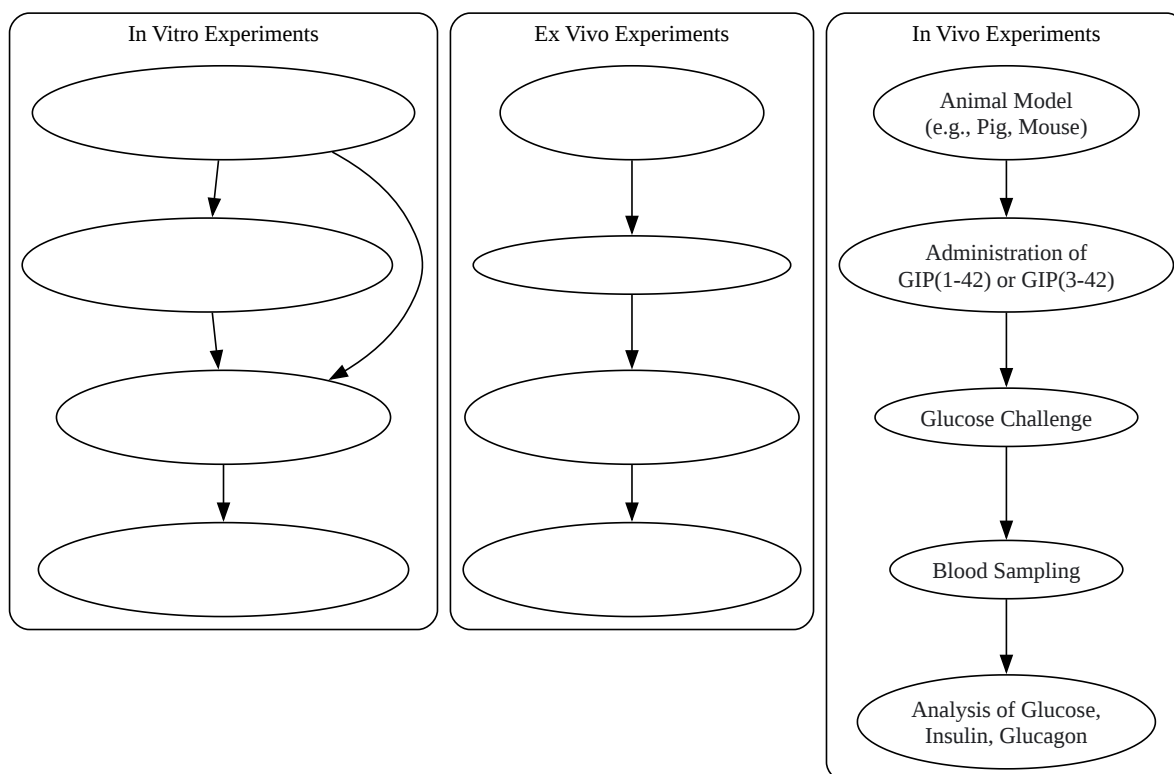 In Vitro Experiments
Ex Vivo Experiments
In Vivo Experiments
Animal Model
(e.g., Pig, Mouse)
Administration of
GIP(1-42) or GIP(3-42)
Glucose Challenge
Blood Sampling
Analysis of Glucose,
Insulin, Glucagon